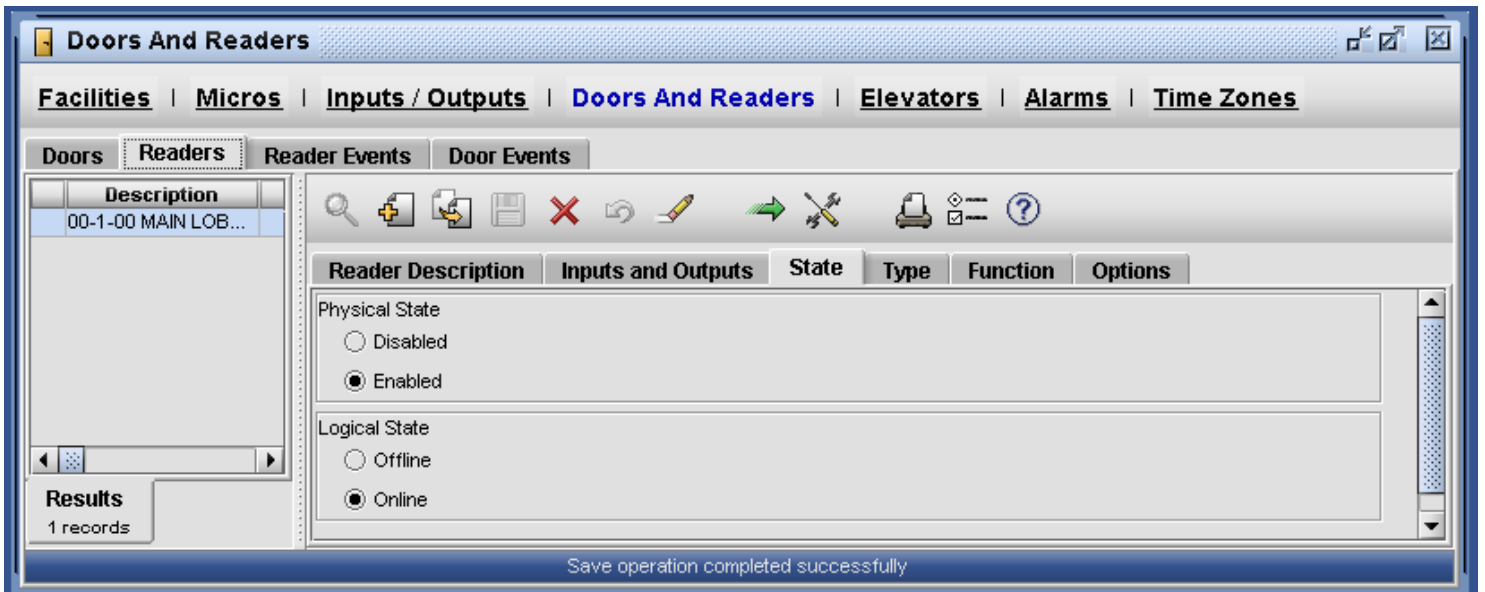 Doors And Readers
Facilities | Micros | Inputs / Outputs | Doors And Readers | Elevators | Alarms | Time Zones
Doors Readers Reader Events Door Events
Description
00-1-00 MAIN LOB...
Reader Description Inputs and Outputs State Type Function Options
Physical State
Disabled
Enabled
Logical State
Offline
Online
Results
1 records
Save operation completed successfully